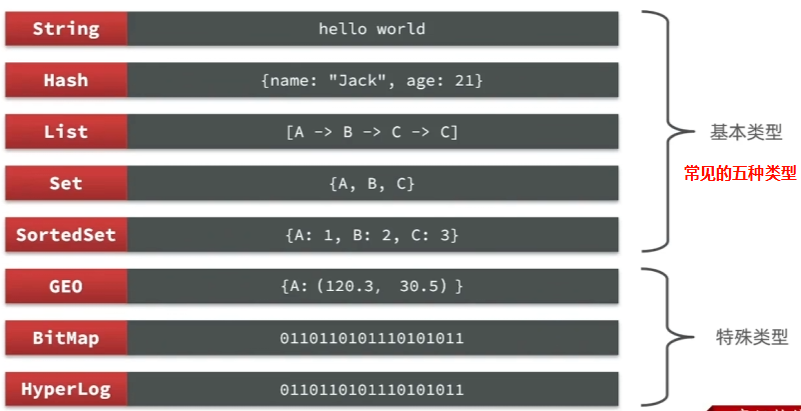 String hello world
Hash {name: "Jack", age: 21}
List [A -> B -> C -> C]
基本类型
Set {A, B, C}
常见的五种类型
SortedSet {A: 1, B: 2, C: 3}
GEO {A: (120.3, 30.5) }
BitMap 0110110101110101011
特殊类型
HyperLog 0110110101110101011